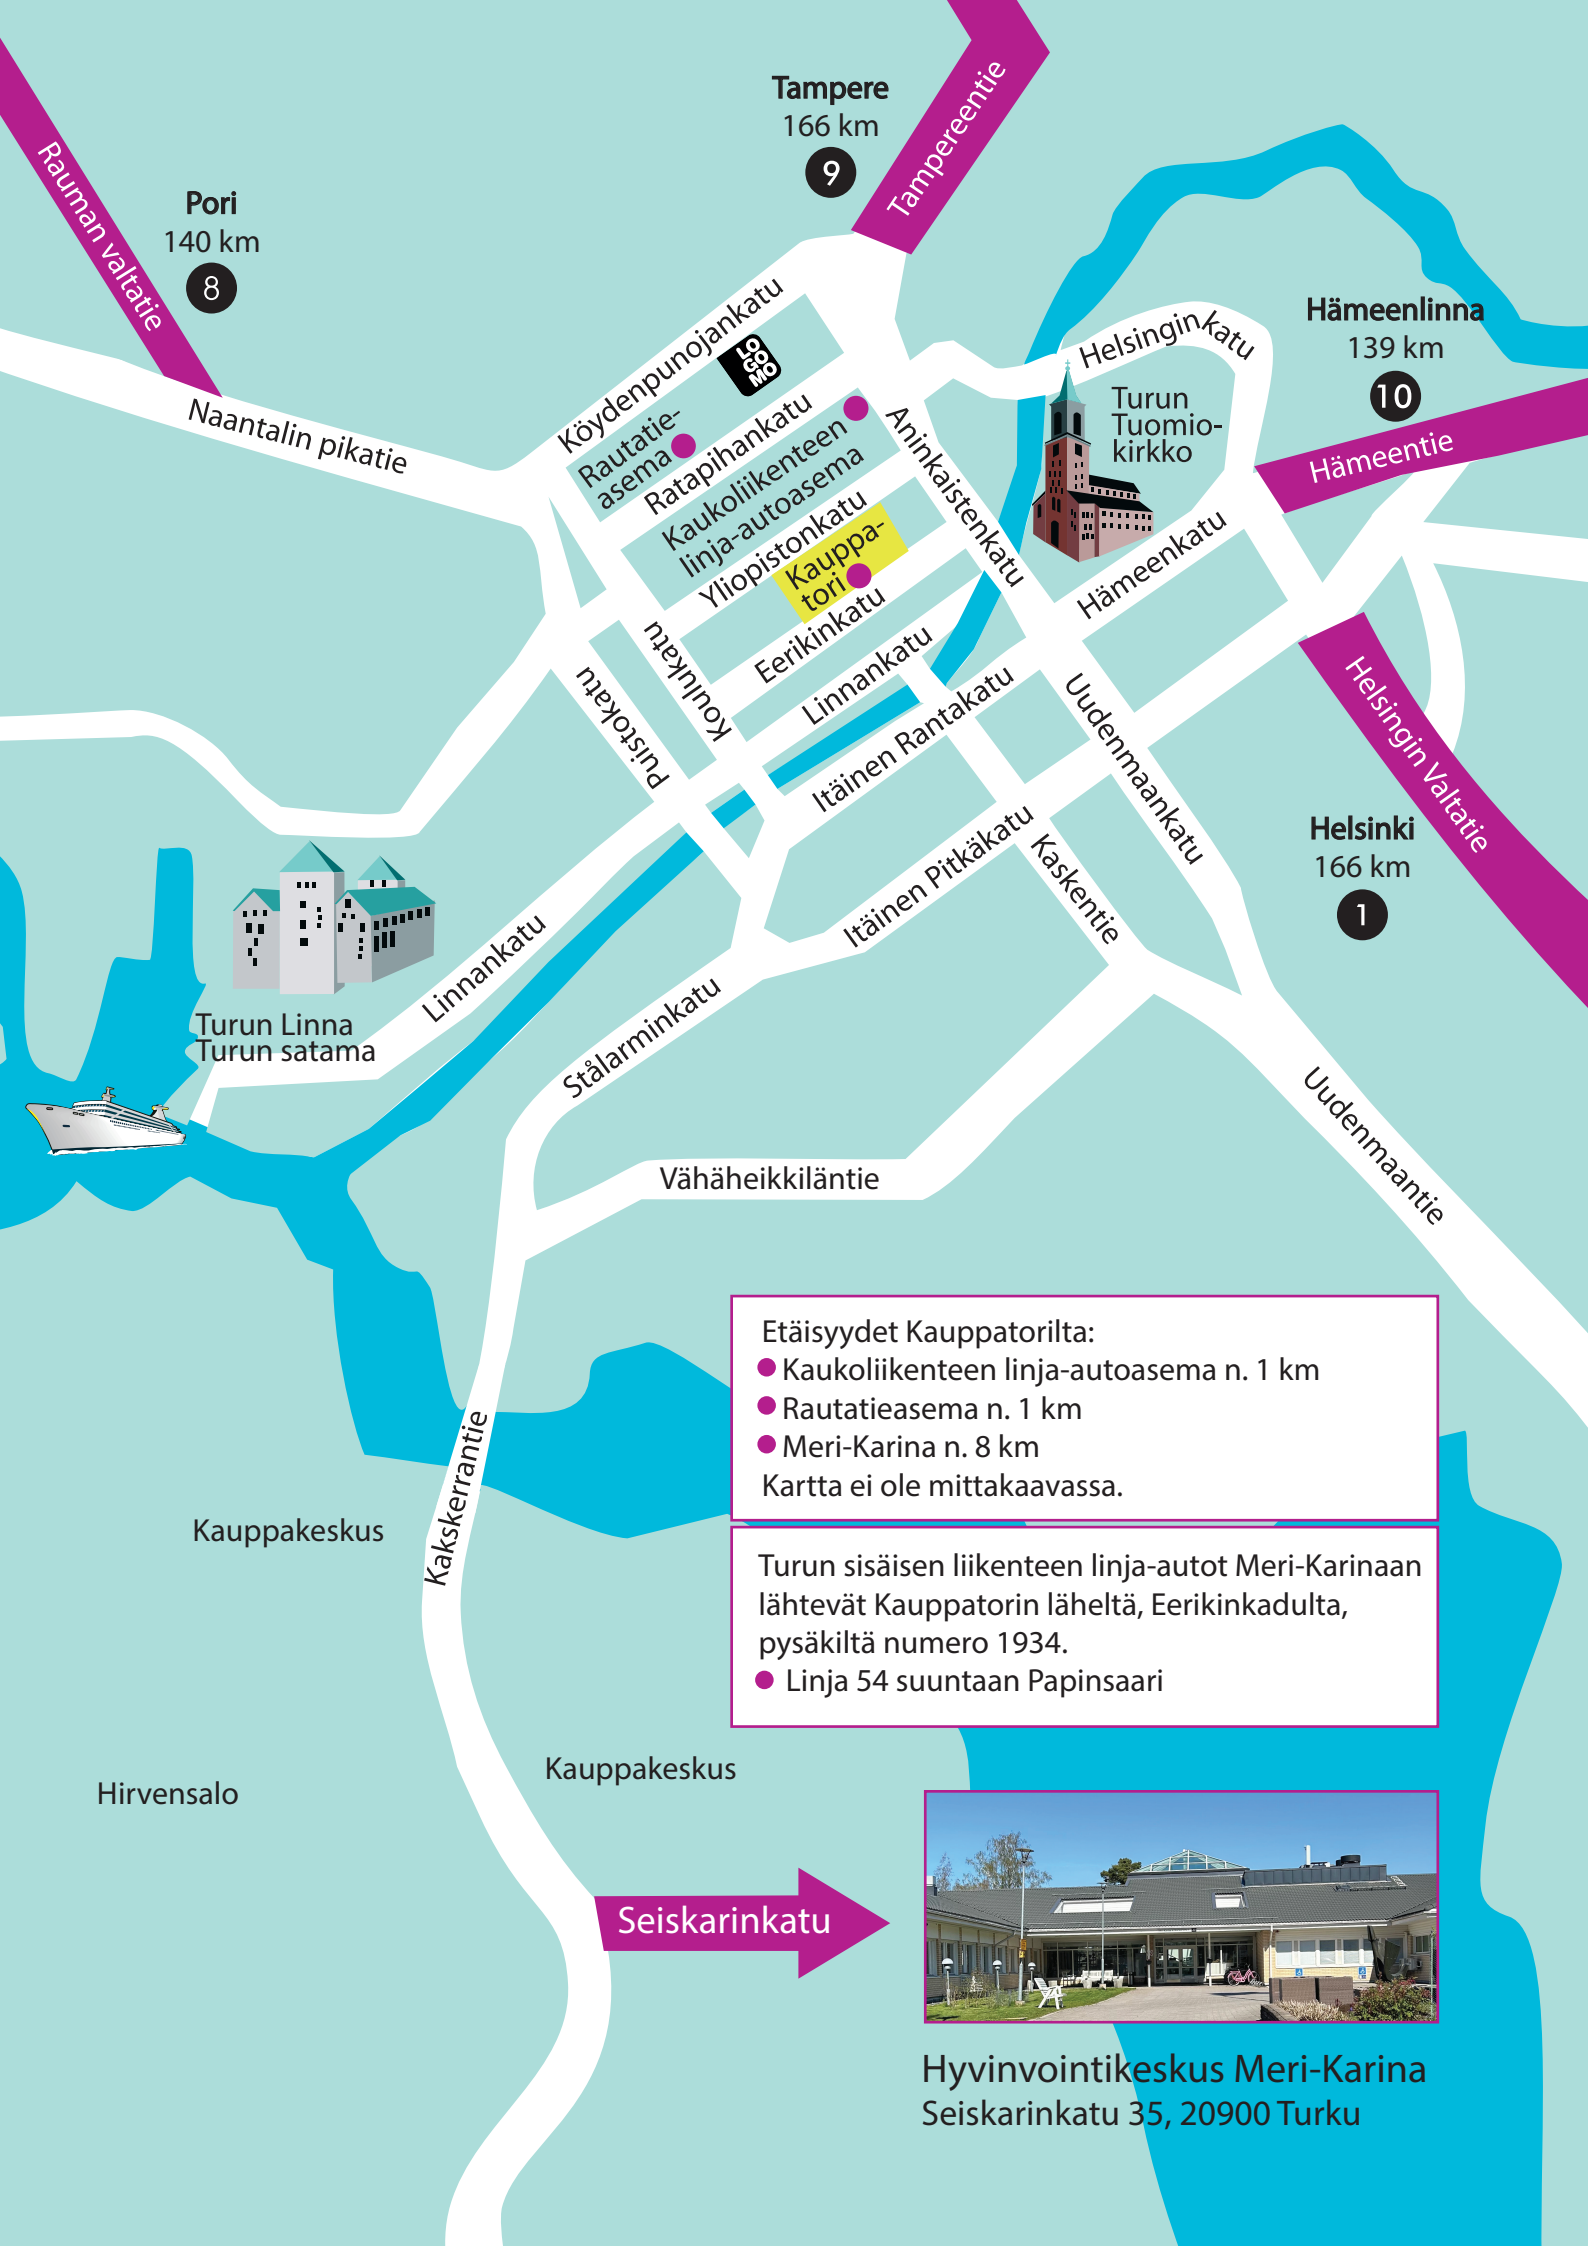 Tampere
166 km
9
Tampereentie
Rauman valtatie
Pori
140 km
8
Naantalin pikatie
Köydenpunojankatu
LO
GO
MO
Rautatie-
asema
Ratapihankatu
Kaukoliikenteen
linja-autoasema
Yliopistonkatu
Kauppa-
tori
Eerikinkatu
Aninkaistenkatu
Helsinginkatu
Turun
Tuomio-
kirkko
Hämeenlinna
139 km
10
Hämeentie
Hämeenkatu
Linnankatu
Itäinen Rantakatu
Koulukatu
Puistokatu
Uudenmaankatu
Helsingin Valtatie
Helsinki
166 km
1
Itäinen Pitkäkatu
Kaskentie
Linnankatu
Turun Linna
Turun satama
Stålarminkatu
Vähäheikkiläntie
Uudenmaantie
Etäisyydet Kauppatorilta:
Kaukoliikenteen linja-autoasema n. 1 km
Rautatieasema n. 1 km
Meri-Karina n. 8 km
Kartta ei ole mittakaavassa.
Kakskerrantie
Kauppakeskus
Turun sisäisen liikenteen linja-autot Meri-Karinaan
lähtevät Kauppatorin läheltä, Eerikinkadulta,
pysäkiltä numero 1934.
Linja 54 suuntaan Papinsaari
Kauppakeskus
Hirvensalo
Seiskarinkatu
Hyvinvointikeskus Meri-Karina
Seiskarinkatu 35, 20900 Turku